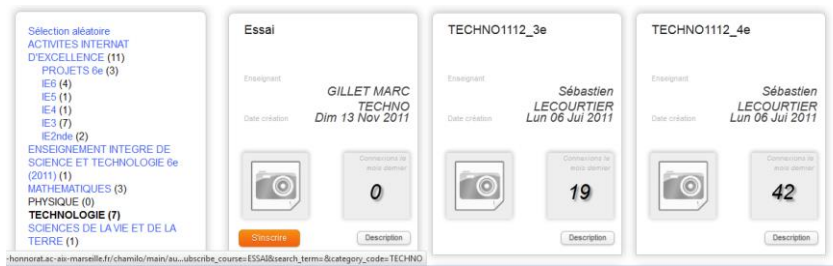 Sélection aléatoire
ACTIVITES INTERNAT
D'EXCELLENCE (11)
PROJETS 6e (3)
IE6 (4)
IE5 (1)
IE4 (1)
IE3 (7)
IE2nde (2)
ENSEIGNEMENT INTEGRE DE
SCIENCE ET TECHNOLOGIE 6e
(2011) (1)
MATHEMATIQUES (3)
PHYSIQUE (0)
TECHNOLOGIE (7)
SCIENCES DE LA VIE ET DE LA
TERRE (1)
Essai
Enseignant
GILLET MARC
TECHNO
Date création
Dim 13 Nov 2011
Connexions le
mois dernier
0
S'inscrire
Description
TECHNO1112_3e
Enseignant
Sébastien
LECOURTIER
Date création
Lun 06 Jui 2011
Connexions le
mois dernier
19
Description
TECHNO1112_4e
Enseignant
Sébastien
LECOURTIER
Date création
Lun 06 Jui 2011
Connexions le
mois dernier
42
Description
-honnorat.ac-aix-marseille.fr/chamilo/main/au...ubscribe_course=ESSAI&search_term=&category_code=TECHNO